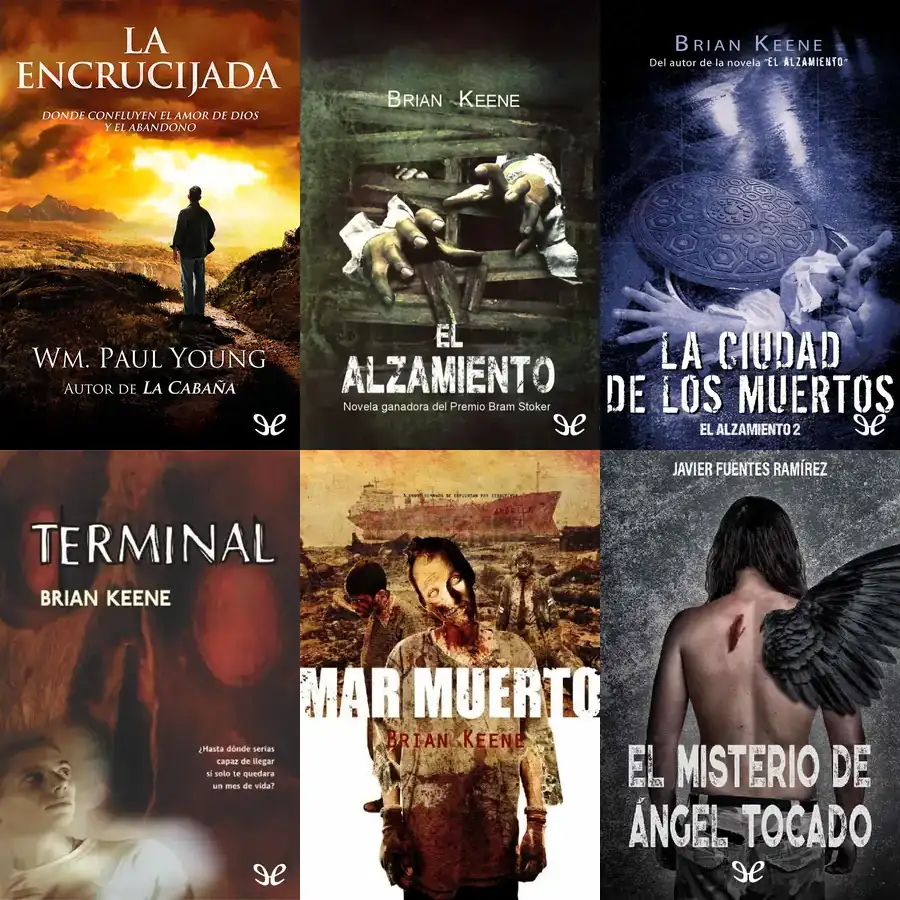 LA
ENCRUCIJADA
DONDE CONFLUYEN EL AMOR DE DIOS
Y EL ABANDONO
WM. PAUL YOUNG
AUTOR DE LA CABAÑA
BRIAN KEENE
EL
ALZAMIENTO
Novela ganadora del Premio Bram Stoker
BRIAN KEENE
Del autor de la novela "EL ALZAMIENTO"
LA CIUDAD
DE LOS MUERTOS
EL ALZAMIENTO 2
TERMINAL
BRIAN KEENE
¿Hasta dónde serías
capaz de llegar
si solo te quedara
un mes de vida?
MAR MUERTO
BRIAN KEENE
JAVIER FUENTES RAMÍREZ
EL MISTERIO DE
ÁNGEL TOCADO